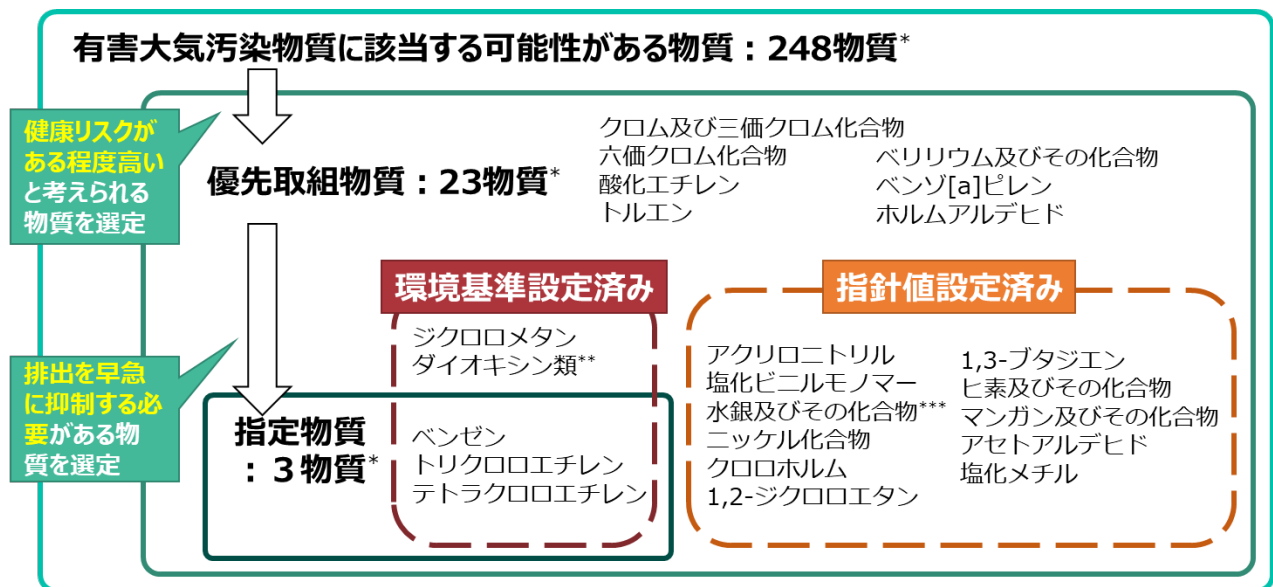 有害大気汚染物質に該当する可能性がある物質：248物質*
健康リスクが
ある程度高い
と考えられる
物質を選定
優先取組物質：23物質*
クロム及び三価クロム化合物
六価クロム化合物
酸化エチレン
トルエン
ベリリウム及びその化合物
ベンゾ[a]ピレン
ホルムアルデヒド
排出を早急
に抑制する必
要がある物
質を選定
環境基準設定済み
ジクロロメタン
ダイオキシン類**
指定物質
：３物質*
ベンゼン
トリクロロエチレン
テトラクロロエチレン
指針値設定済み
アクリロニトリル
塩化ビニルモノマー
水銀及びその化合物***
ニッケル化合物
クロロホルム
1,2-ジクロロエタン
1,3-ブタジエン
ヒ素及びその化合物
マンガン及びその化合物
アセトアルデヒド
塩化メチル